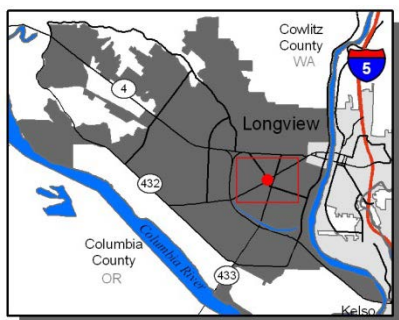 Cowlitz
County
WA
5
4
Longview
432
Columbia
County
OR
Columbia River
433
Kelso